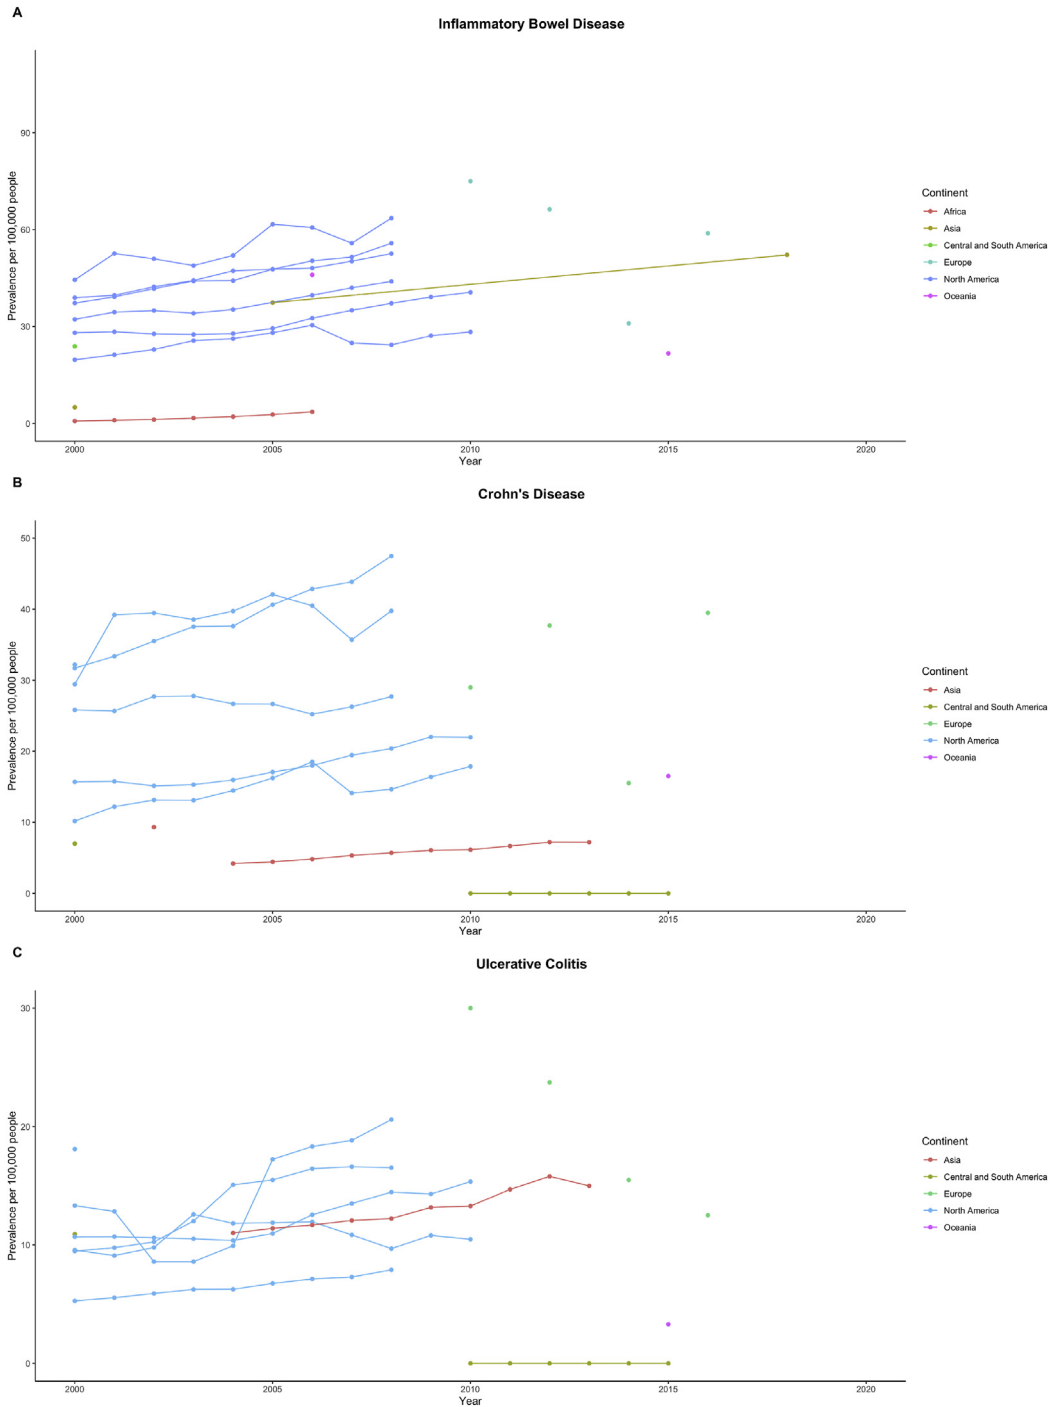 A
Inflammatory Bowel Disease
Prevalence per 100,000 people
90
60
30
0
2000 2005 2010 2015 2020
Year
Continent
Africa
Asia
Central and South America
Europe
North America
Oceania
B
Crohn's Disease
Prevalence per 100,000 people
50
40
30
20
10
0
2000 2005 2010 2015 2020
Year
Continent
Asia
Central and South America
Europe
North America
Oceania
C
Ulcerative Colitis
Prevalence per 100,000 people
30
20
10
0
2000 2005 2010 2015 2020
Year
Continent
Asia
Central and South America
Europe
North America
Oceania